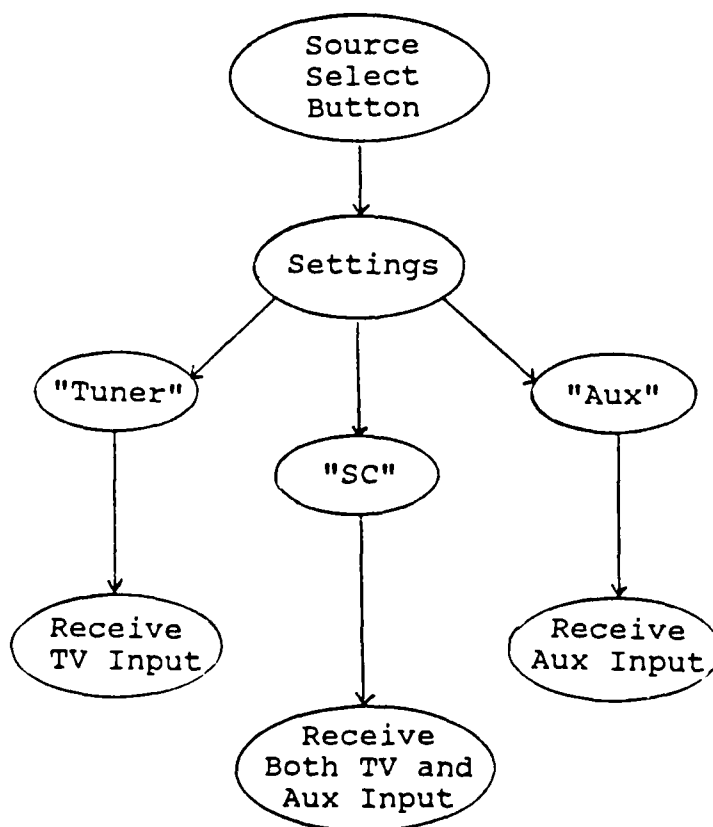 Source
Select
Button
Settings
"Tuner"
"Aux"
"SC"
Receive
TV Input
Receive
Aux Input
Receive
Both TV and
Aux Input